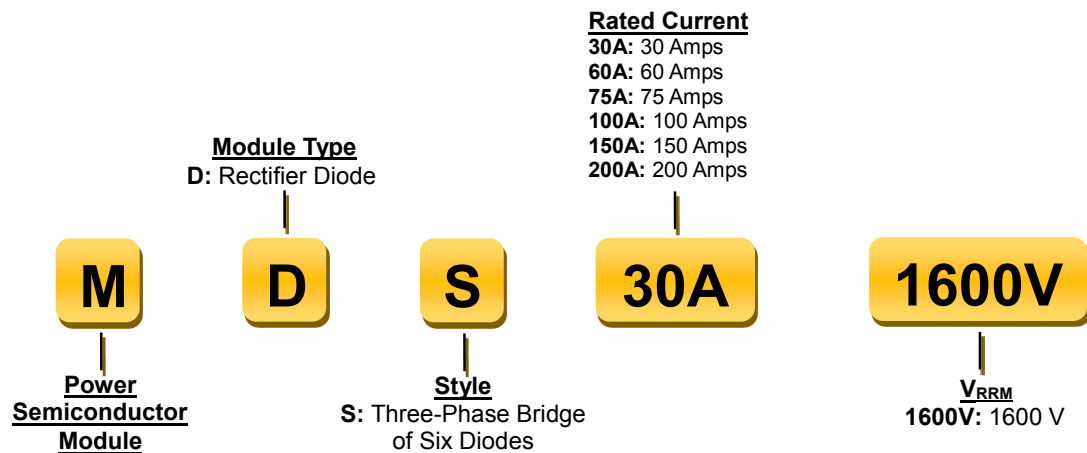 Rated Current
30A: 30 Amps
60A: 60 Amps
75A: 75 Amps
100A: 100 Amps
150A: 150 Amps
200A: 200 Amps
Module Type
D: Rectifier Diode
M D S 30A 1600V
Power
Semiconductor
Module
Style
S: Three-Phase Bridge
of Six Diodes
VRRM
1600V: 1600 V